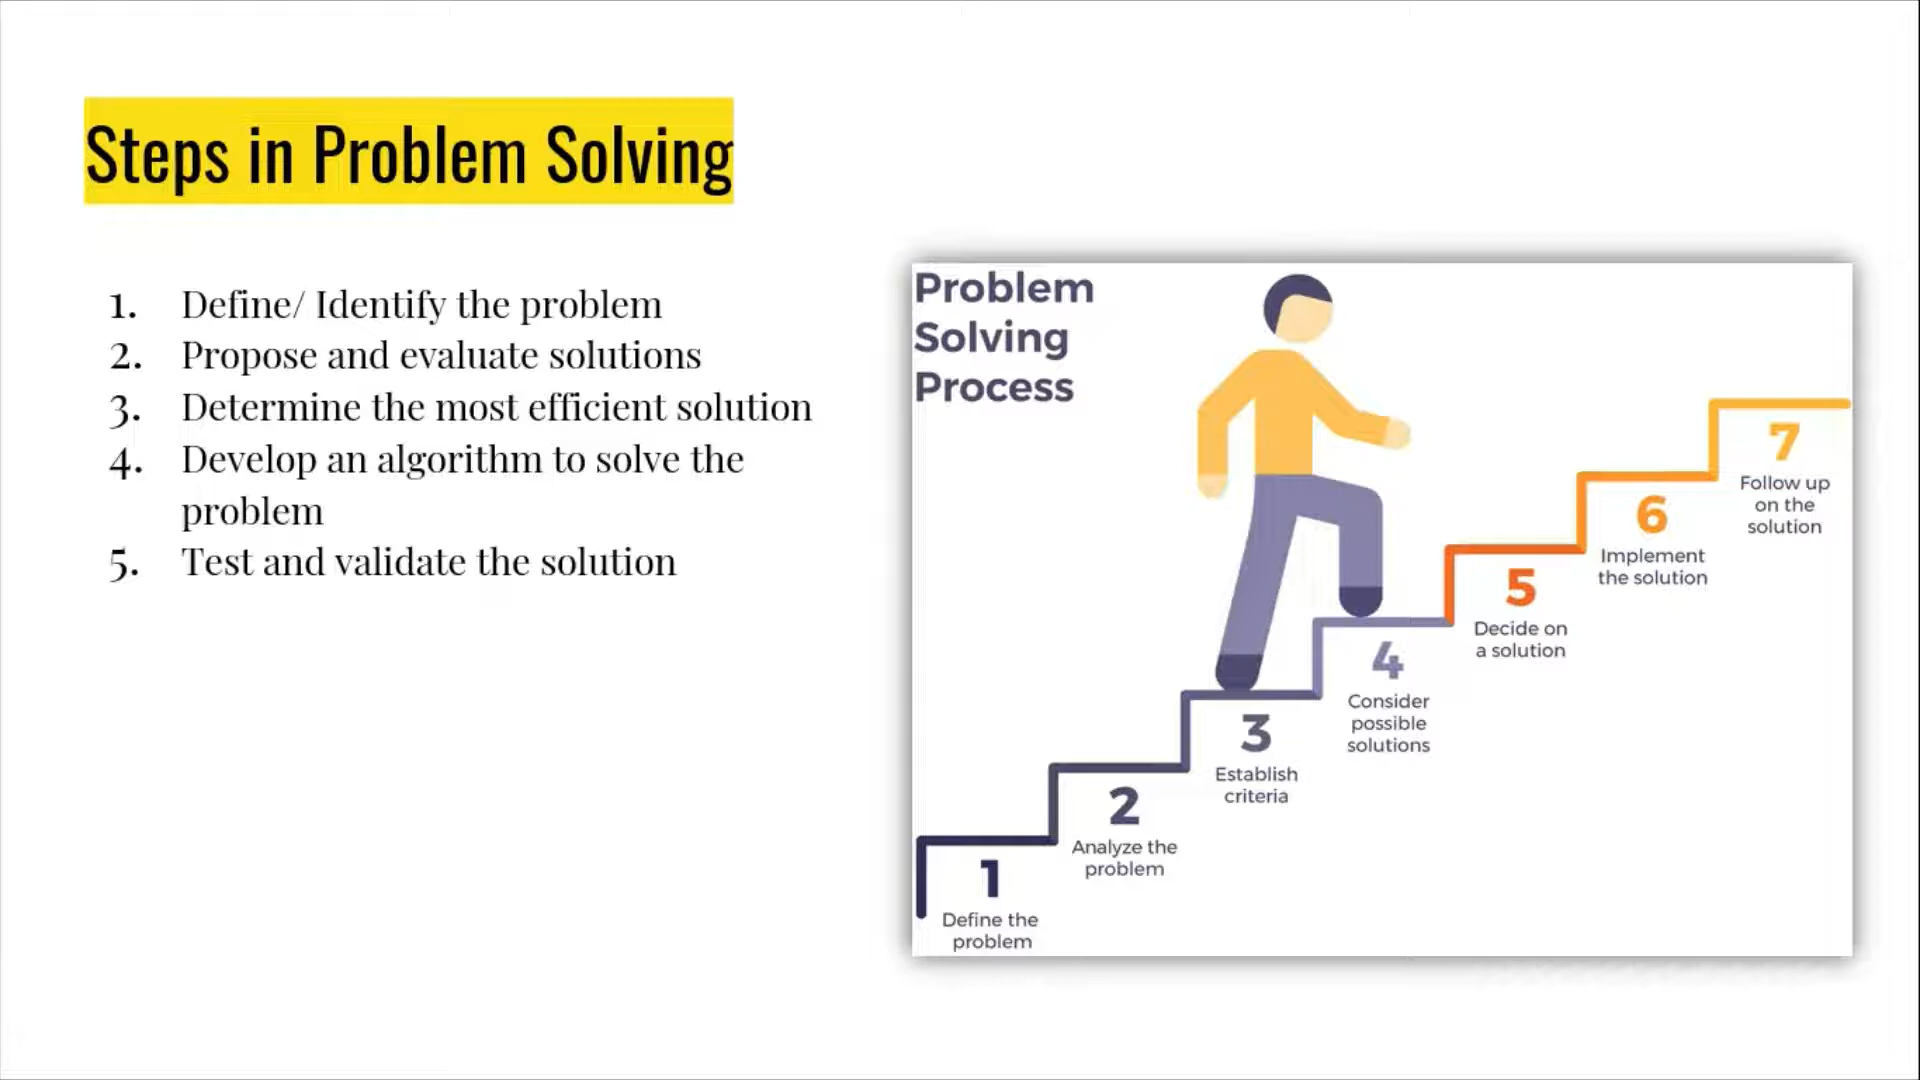 Steps in Problem Solving
1. Define/ Identify the problem
2. Propose and evaluate solutions
3. Determine the most efficient solution
4. Develop an algorithm to solve the
problem
5. Test and validate the solution
Problem
Solving
Process
1
Define the
problem
2
Analyze the
problem
3
Establish
criteria
4
Consider
possible
solutions
5
Decide on
a solution
6
Implement
the solution
7
Follow up
on the
solution